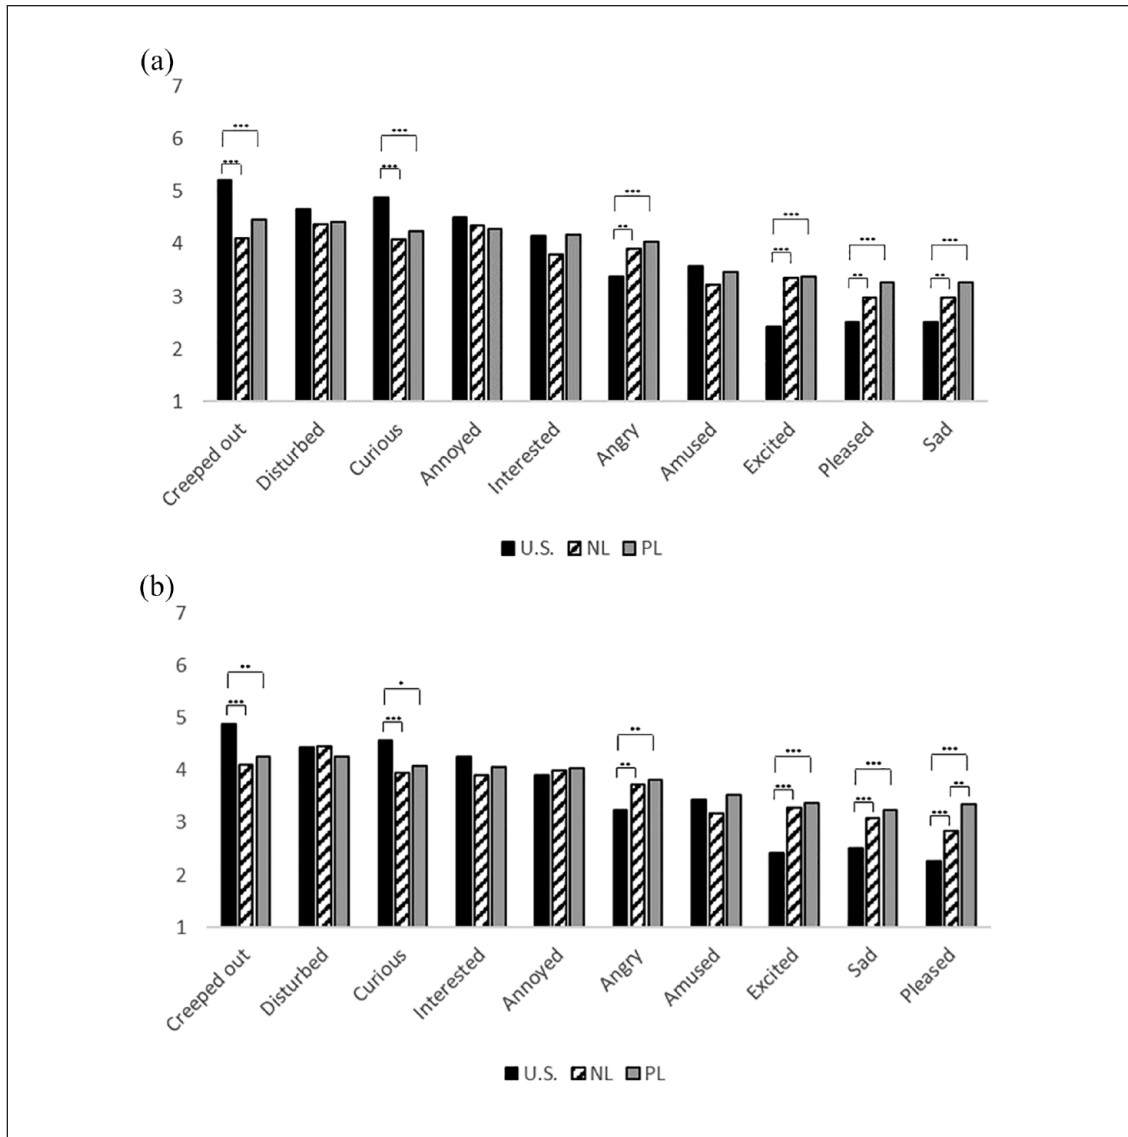 (a)
7
6
5
4
3
2
1
*** *** *** *** *** ** *** *** *** ** *** **
Creeped out Disturbed Curious Annoyed Interested Angry Amused Excited Pleased Sad
U.S. NL PL
(b)
7
6
5
4
3
2
1
** *** * *** ** ** *** *** *** *** *** ** ***
Creeped out Disturbed Curious Interested Annoyed Angry Amused Excited Sad Pleased
U.S. NL PL